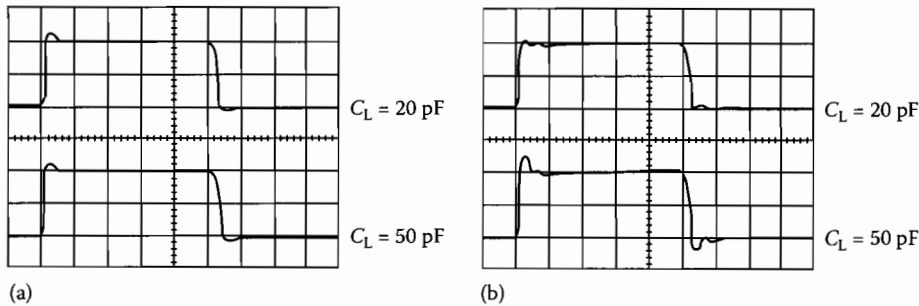 C_L = 20 pF
C_L = 50 pF
(a)
C_L = 20 pF
C_L = 50 pF
(b)